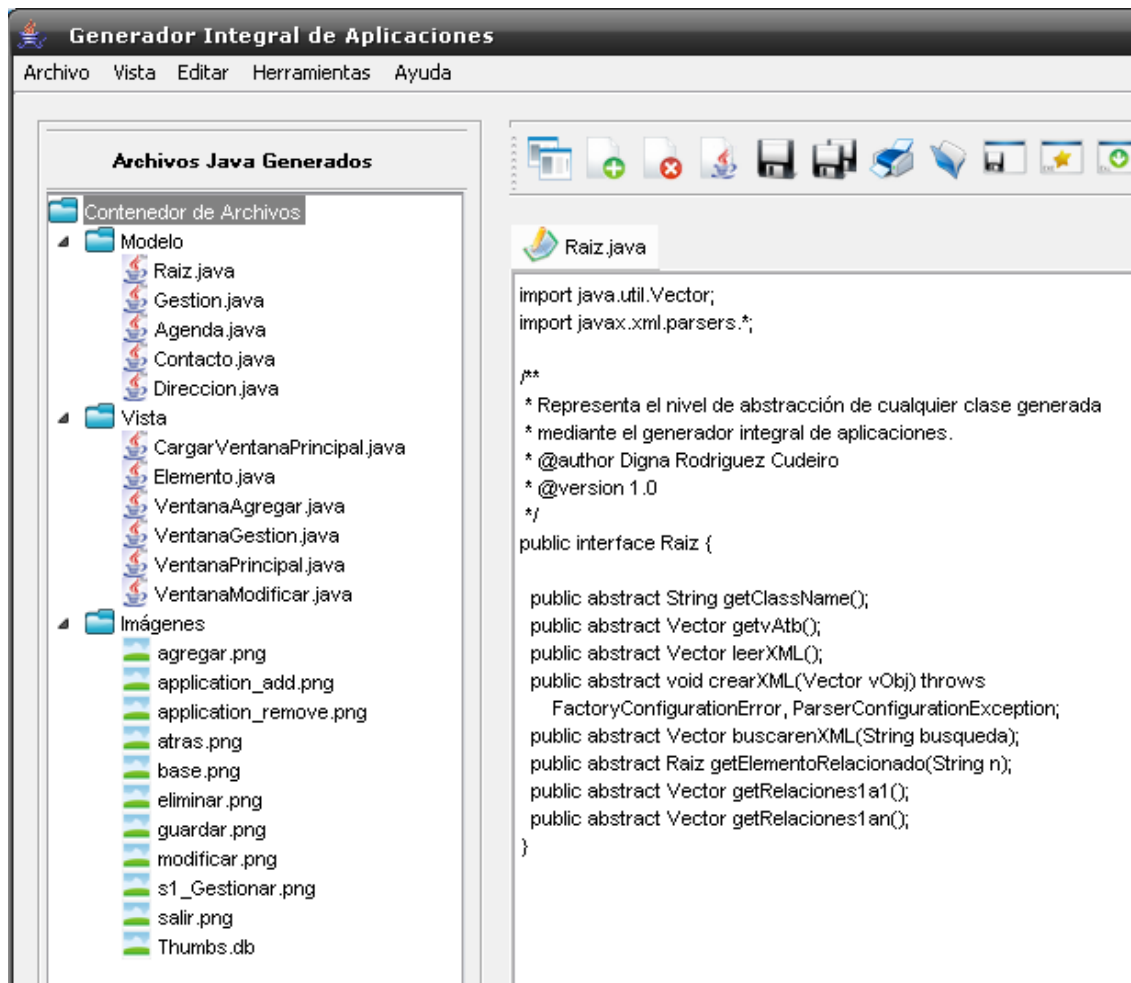 Generador Integral de Aplicaciones
Archivo Vista Editar Herramientas Ayuda
Archivos Java Generados
Contenedor de Archivos
Modelo
Raiz.java
Gestion.java
Agenda.java
Contacto.java
Direccion.java
Vista
CargarVentanaPrincipal.java
Elemento.java
VentanaAgregar.java
VentanaGestion.java
VentanaPrincipal.java
VentanaModificar.java
Imágenes
agregar.png
application_add.png
application_remove.png
atras.png
base.png
eliminar.png
guardar.png
modificar.png
s1_Gestionar.png
salir.png
Thumbs.db
Raiz.java
import java.util.Vector;
import javax.xml.parsers.*;
/**
* Representa el nivel de abstracción de cualquier clase generada
* mediante el generador integral de aplicaciones.
* @author Digna Rodriguez Cudeiro
* @version 1.0
*/
public interface Raiz {
public abstract String getClassName();
public abstract Vector getvAtb();
public abstract Vector leerXML();
public abstract void crearXML(Vector vObj) throws
FactoryConfigurationError, ParserConfigurationException;
public abstract Vector buscarenXML(String busqueda);
public abstract Raiz getElementoRelacionado(String n);
public abstract Vector getRelaciones1a1();
public abstract Vector getRelaciones1an();
}